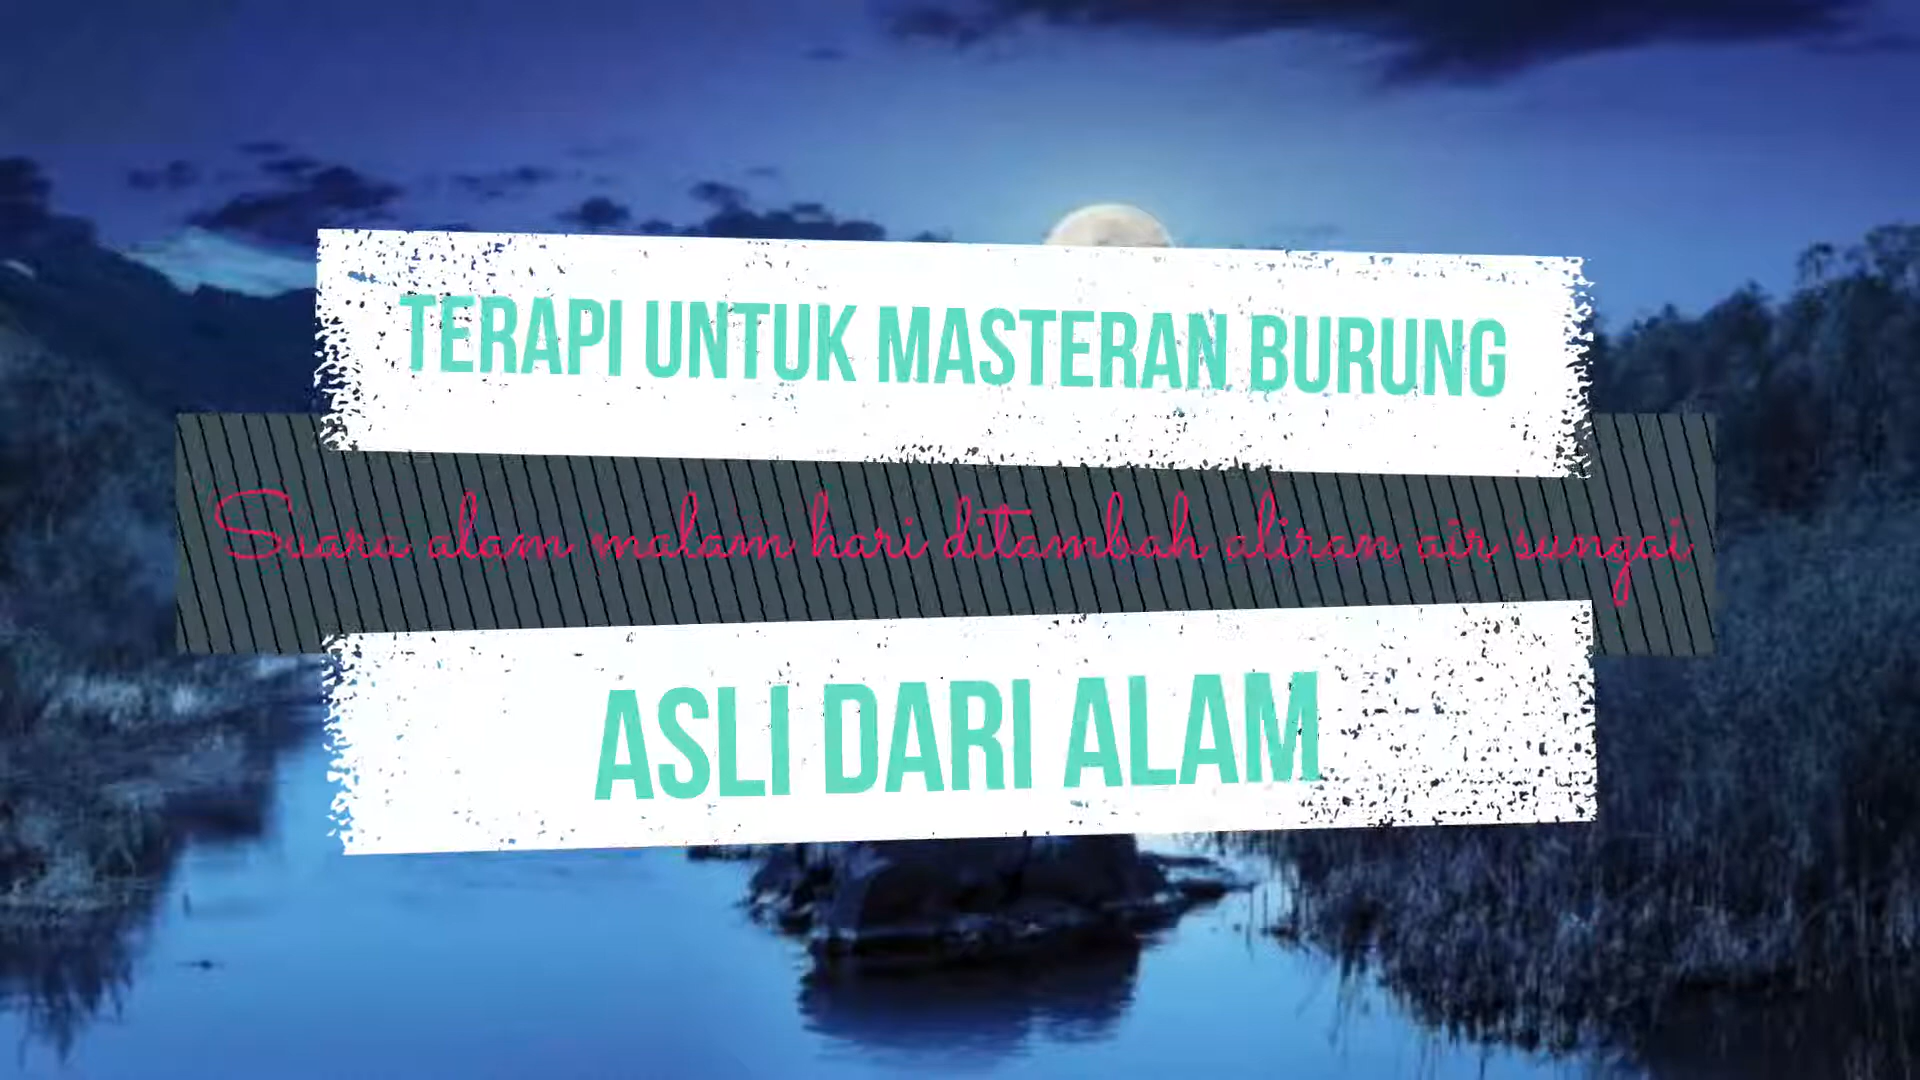 TERAPI UNTUK MASTERAN BURUNG
Suara alam malam hari ditambah aliran air sungai
ASLI DARI ALAM